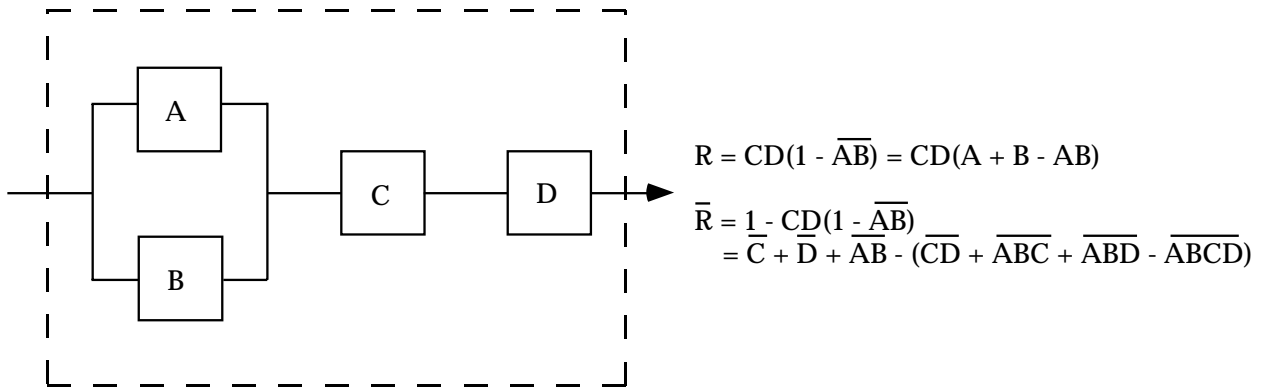 A
B
C
D
R = CD(1 - A̅B̅) = CD(A + B - AB)
R̅ = 1 - CD(1 - A̅B̅)
= C̅ + D̅ + A̅B̅ - (C̅D̅ + A̅B̅C̅ + A̅B̅D̅ - A̅B̅C̅D̅)